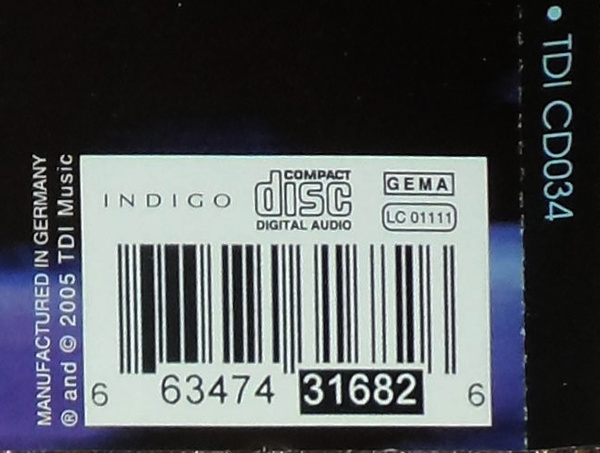 MANUFACTURED IN GERMANY
℗ and © 2005 TDI Music
INDIGO
COMPACT
disc
DIGITAL AUDIO
GEMA
LC 01111
6 63474 31682 6
• TDI CD034